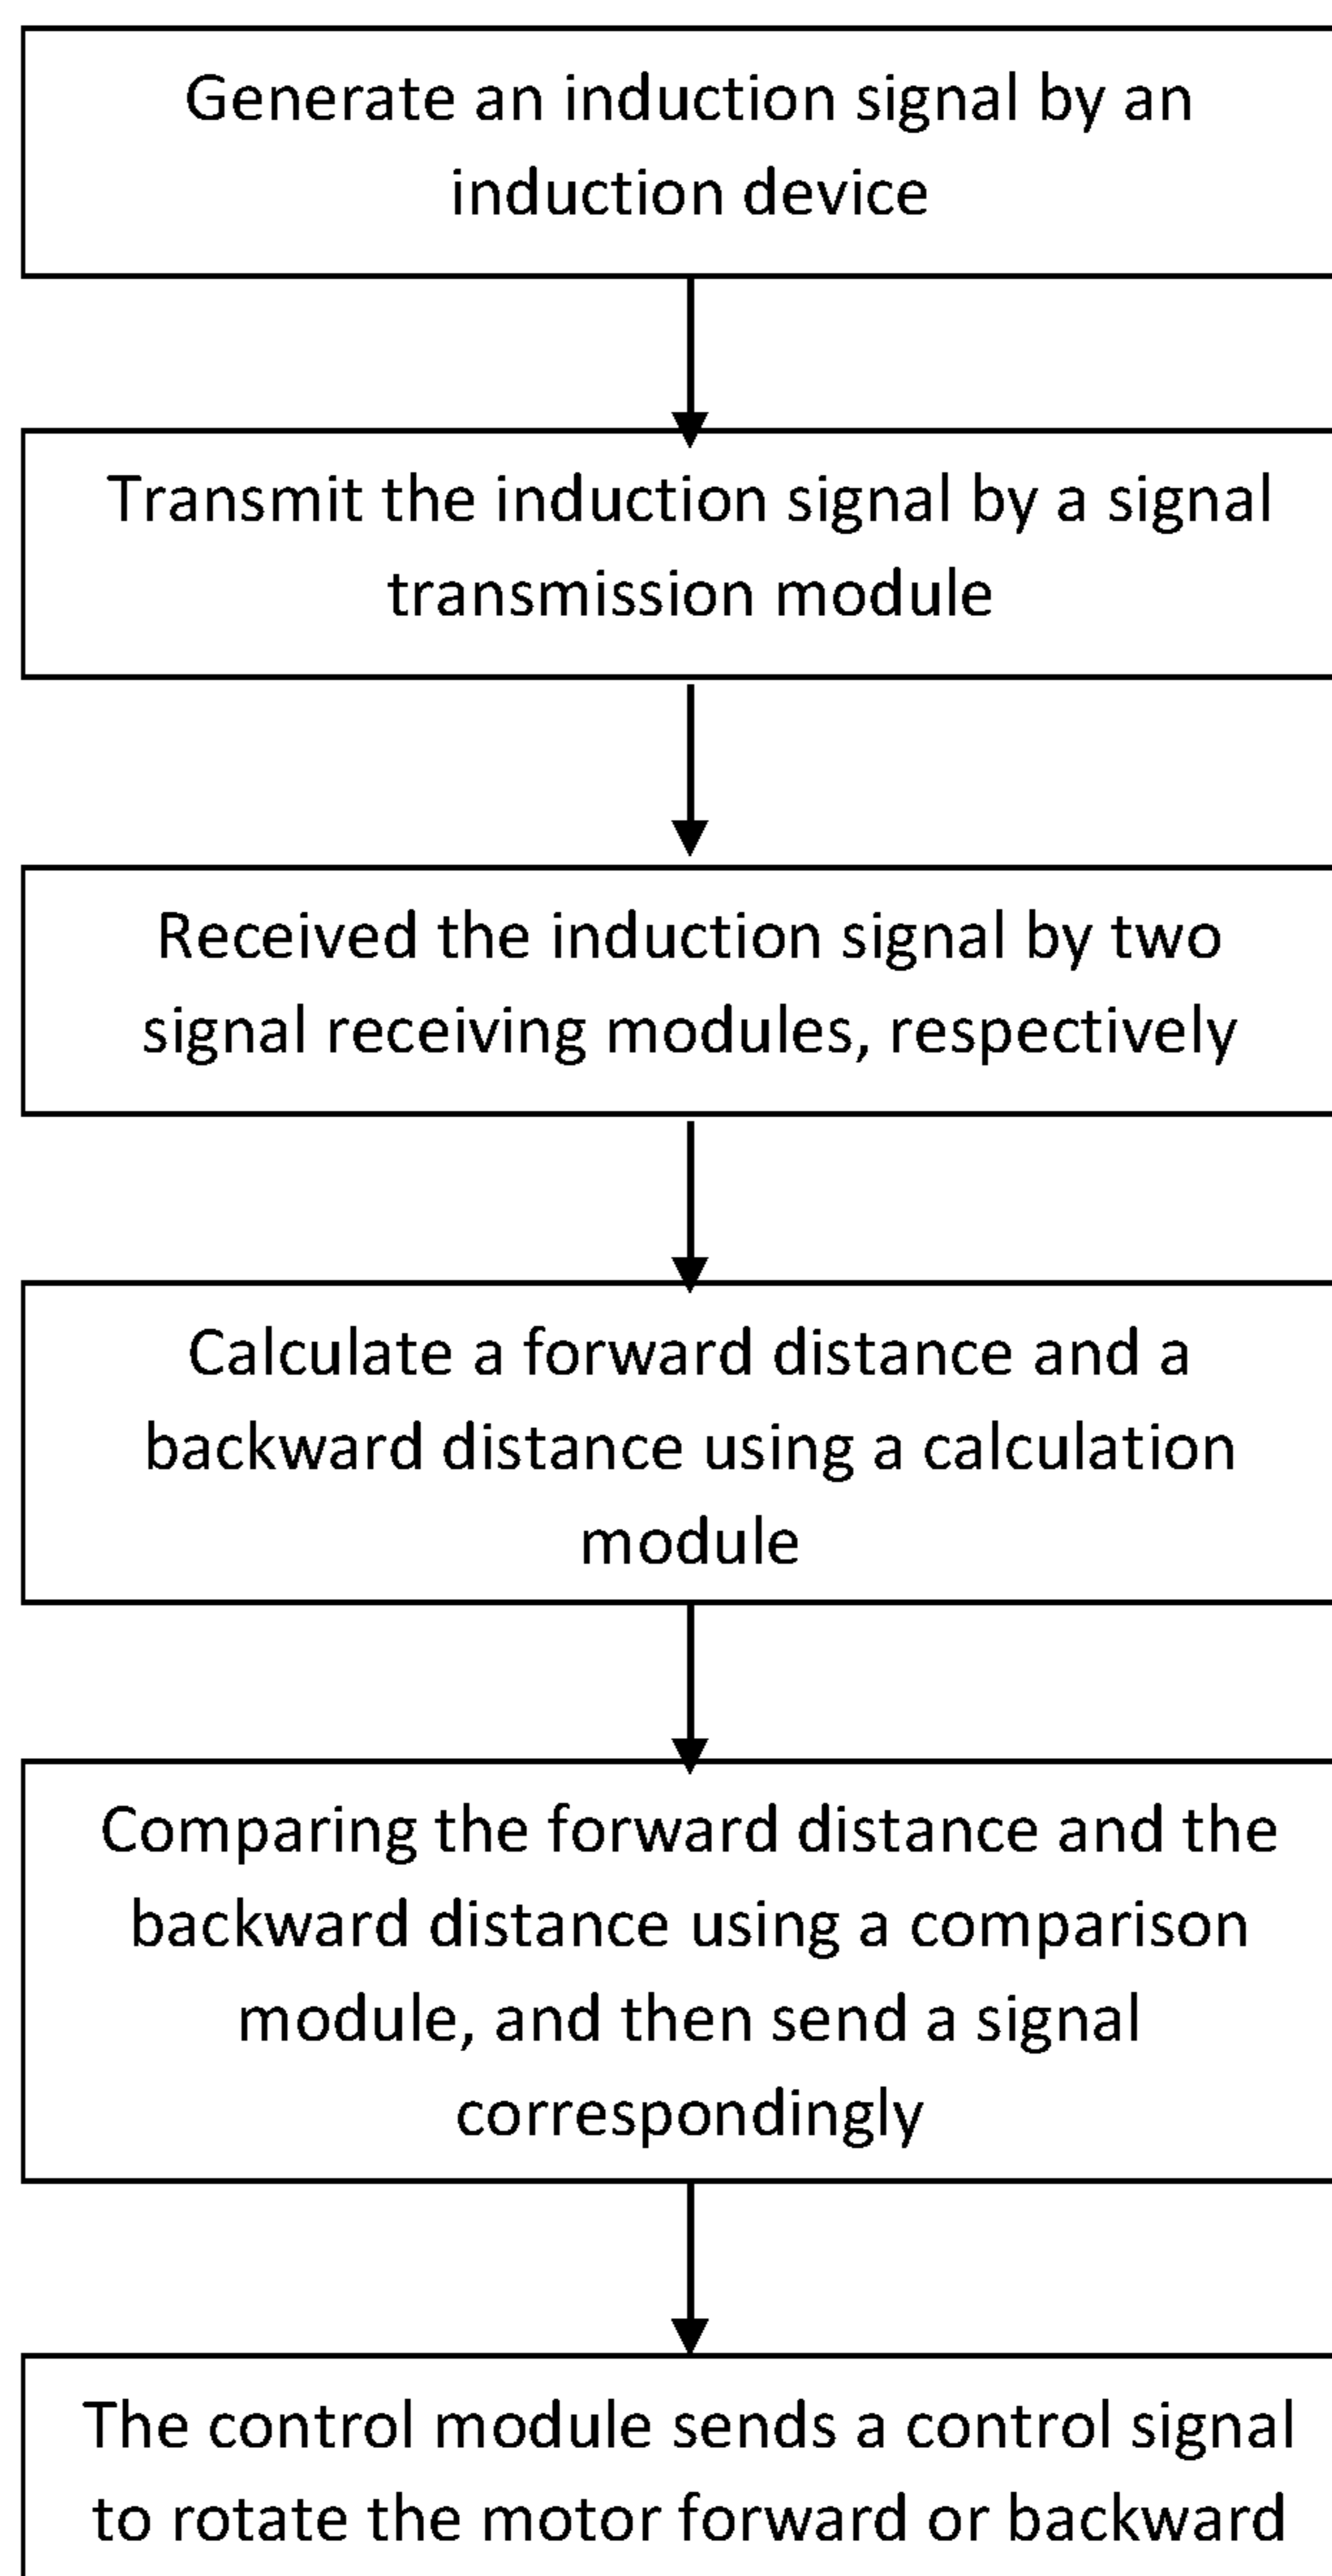 Generate an induction signal by an
induction device
Transmit the induction signal by a signal
transmission module
Received the induction signal by two
signal receiving modules, respectively
Calculate a forward distance and a
backward distance using a calculation
module
Comparing the forward distance and the
backward distance using a comparison
module, and then send a signal
correspondingly
The control module sends a control signal
to rotate the motor forward or backward